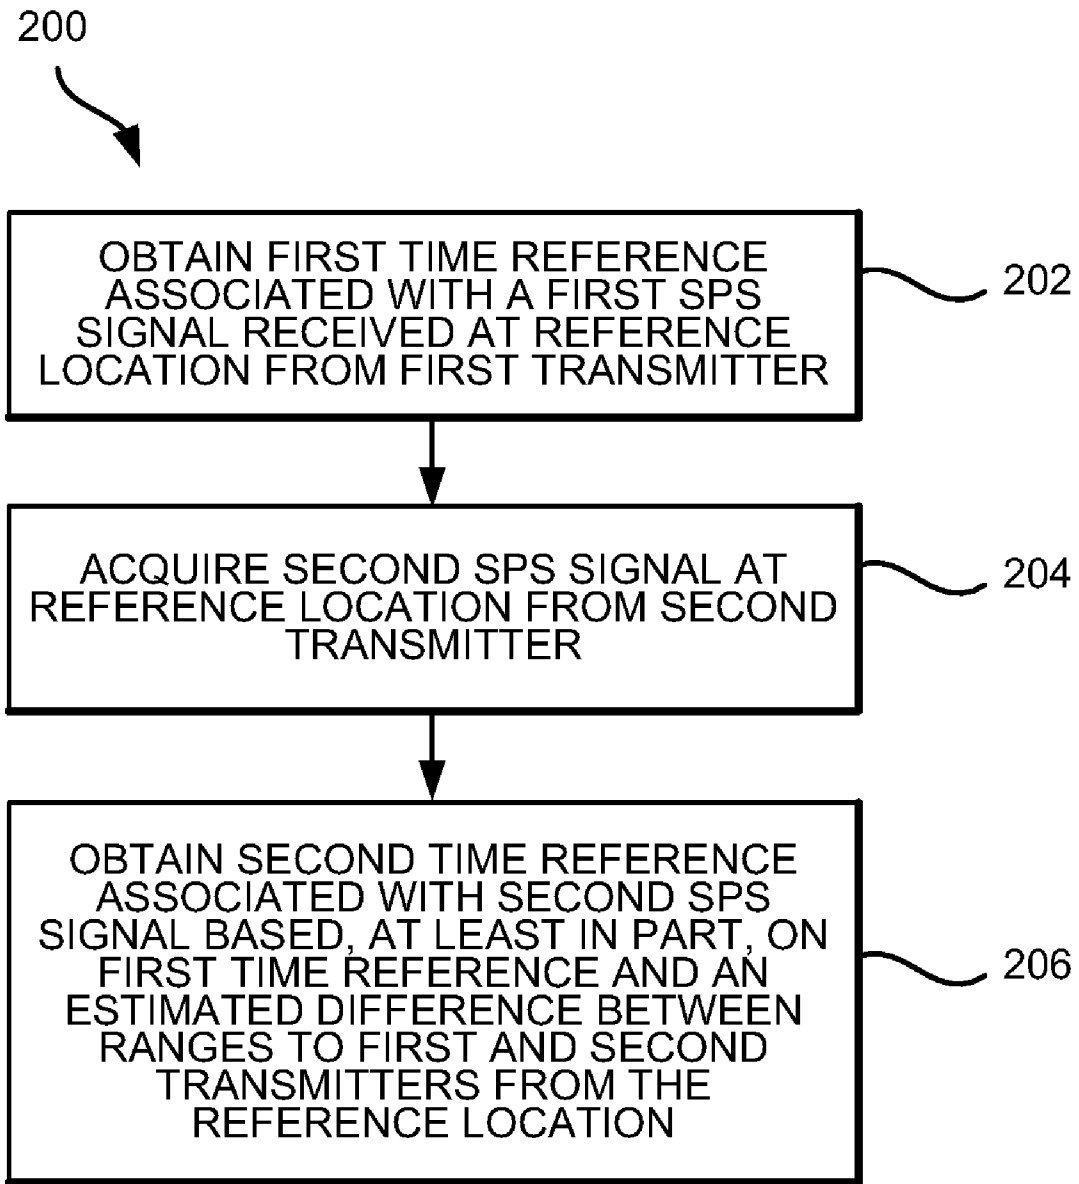 200
OBTAIN FIRST TIME REFERENCE
ASSOCIATED WITH A FIRST SPS
SIGNAL RECEIVED AT REFERENCE
LOCATION FROM FIRST TRANSMITTER
202
ACQUIRE SECOND SPS SIGNAL AT
REFERENCE LOCATION FROM SECOND
TRANSMITTER
204
OBTAIN SECOND TIME REFERENCE
ASSOCIATED WITH SECOND SPS
SIGNAL BASED, AT LEAST IN PART, ON
FIRST TIME REFERENCE AND AN
ESTIMATED DIFFERENCE BETWEEN
RANGES TO FIRST AND SECOND
TRANSMITTERS FROM THE
REFERENCE LOCATION
206